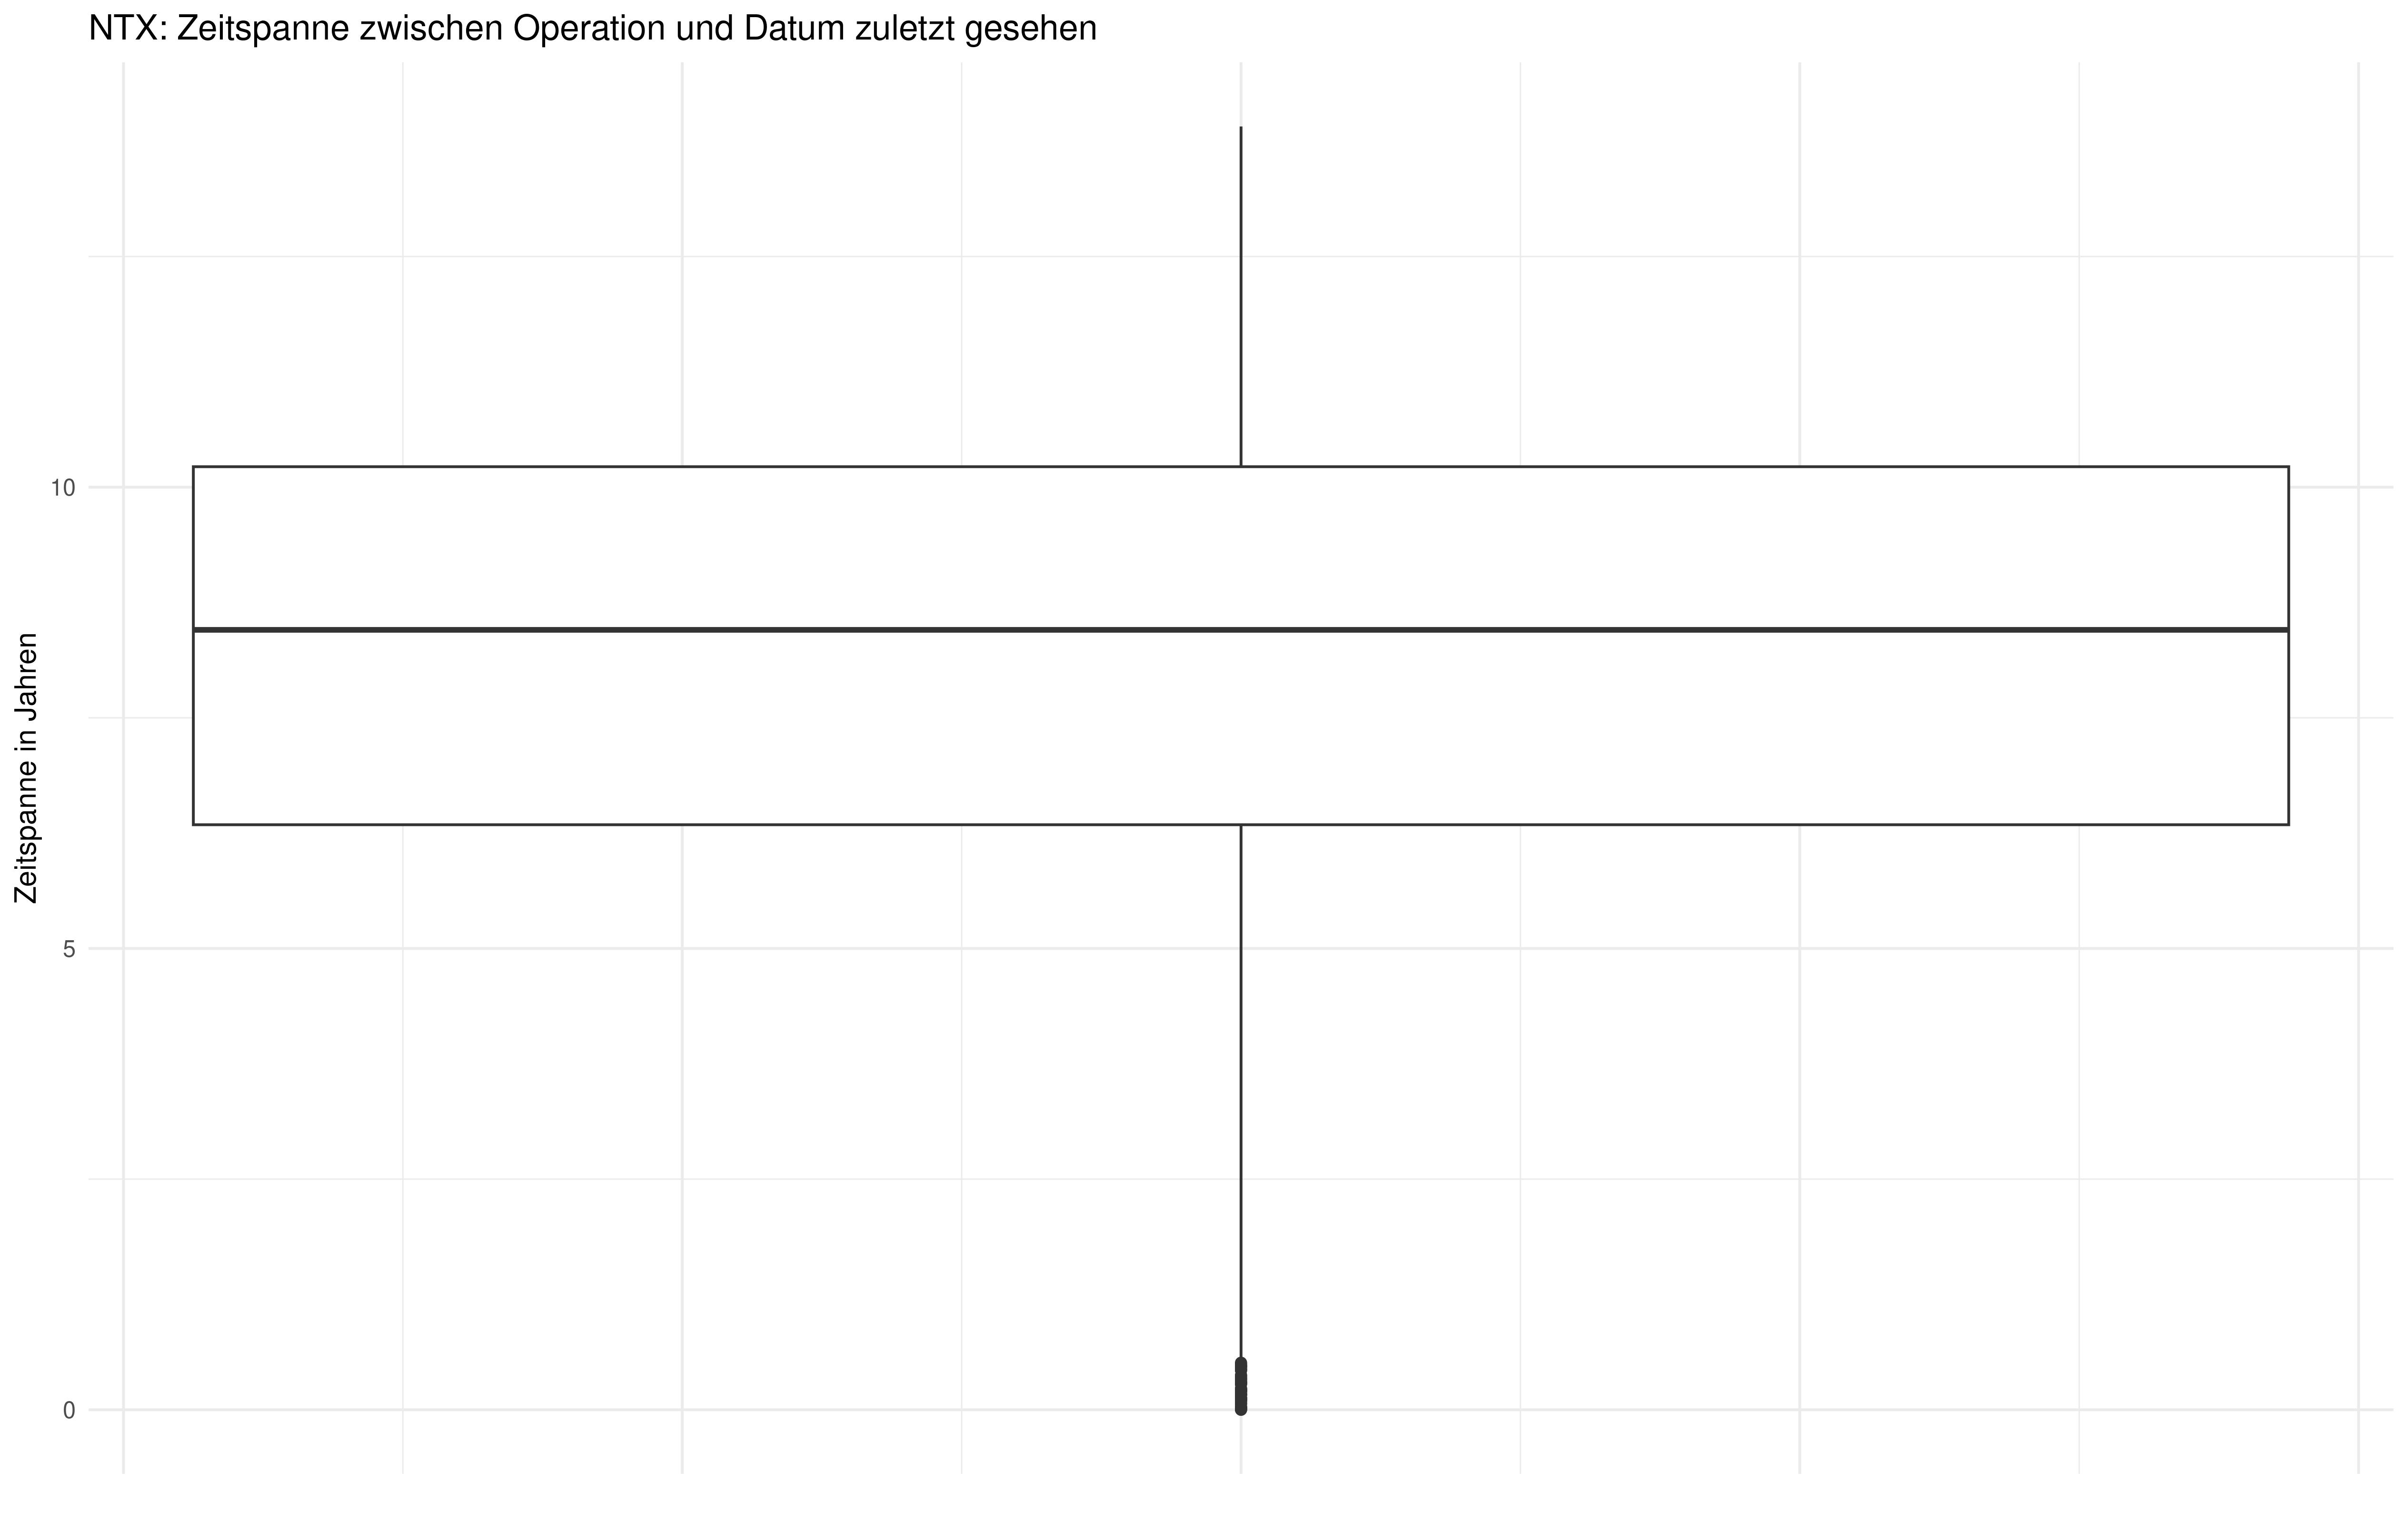 NTX: Zeitspanne zwischen Operation und Datum zuletzt gesehen
Zeitspanne in Jahren
10
5
0